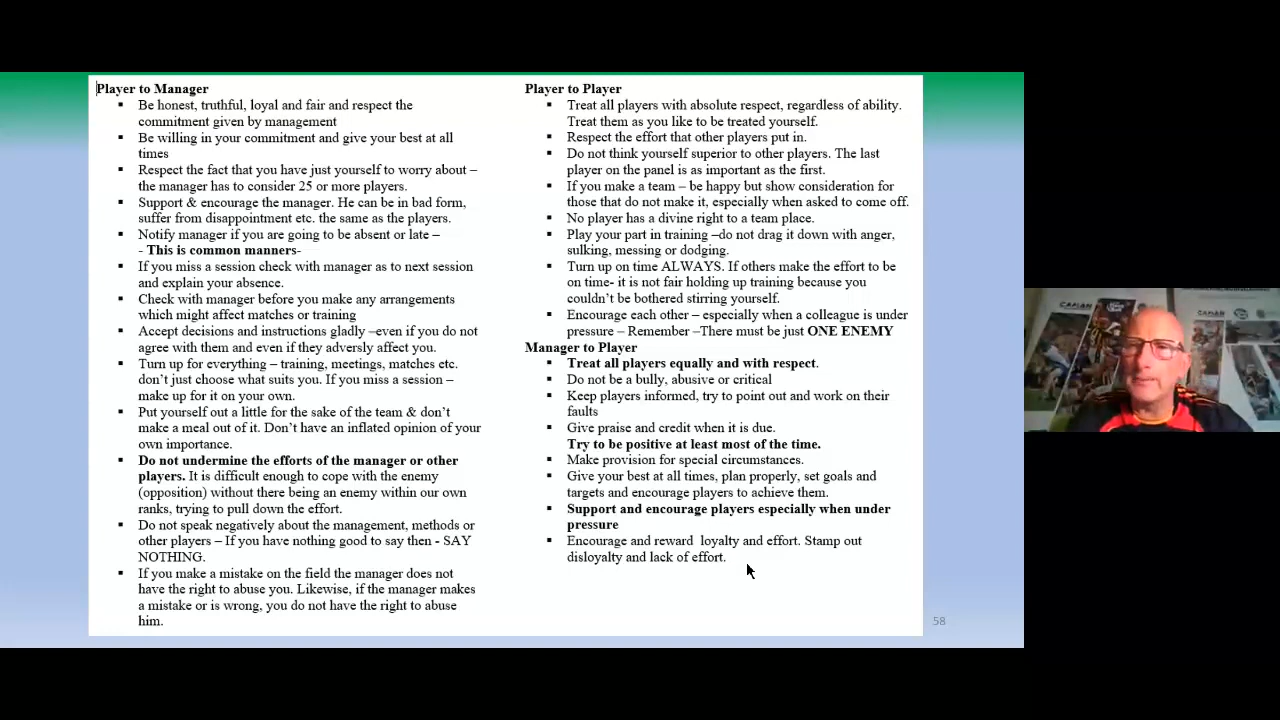 Player to Manager
▪ Be honest, truthful, loyal and fair and respect the
commitment given by management
▪ Be willing in your commitment and give your best at all
times
▪ Respect the fact that you have just yourself to worry about –
the manager has to consider 25 or more players.
▪ Support & encourage the manager. He can be in bad form,
suffer from disappointment etc. the same as the players.
▪ Notify manager if you are going to be absent or late –
- This is common manners-
▪ If you miss a session check with manager as to next session
and explain your absence.
▪ Check with manager before you make any arrangements
which might affect matches or training
▪ Accept decisions and instructions gladly –even if you do not
agree with them and even if they adversly affect you.
▪ Turn up for everything – training, meetings, matches etc.
don't just choose what suits you. If you miss a session –
make up for it on your own.
▪ Put yourself out a little for the sake of the team & don't
make a meal out of it. Don't have an inflated opinion of your
own importance.
▪ Do not undermine the efforts of the manager or other
players. It is difficult enough to cope with the enemy
(opposition) without there being an enemy within our own
ranks, trying to pull down the effort.
▪ Do not speak negatively about the management, methods or
other players – If you have nothing good to say then - SAY
NOTHING.
▪ If you make a mistake on the field the manager does not
have the right to abuse you. Likewise, if the manager makes
a mistake or is wrong, you do not have the right to abuse
him.
Player to Player
▪ Treat all players with absolute respect, regardless of ability.
Treat them as you like to be treated yourself.
▪ Respect the effort that other players put in.
▪ Do not think yourself superior to other players. The last
player on the panel is as important as the first.
▪ If you make a team – be happy but show consideration for
those that do not make it, especially when asked to come off.
▪ No player has a divine right to a team place.
▪ Play your part in training –do not drag it down with anger,
sulking, messing or dodging.
▪ Turn up on time ALWAYS. If others make the effort to be
on time- it is not fair holding up training because you
couldn't be bothered stirring yourself.
▪ Encourage each other – especially when a colleague is under
pressure – Remember –There must be just ONE ENEMY
Manager to Player
▪ Treat all players equally and with respect.
▪ Do not be a bully, abusive or critical
▪ Keep players informed, try to point out and work on their
faults
▪ Give praise and credit when it is due.
Try to be positive at least most of the time.
▪ Make provision for special circumstances.
▪ Give your best at all times, plan properly, set goals and
targets and encourage players to achieve them.
▪ Support and encourage players especially when under
pressure
▪ Encourage and reward loyalty and effort. Stamp out
disloyalty and lack of effort.
58